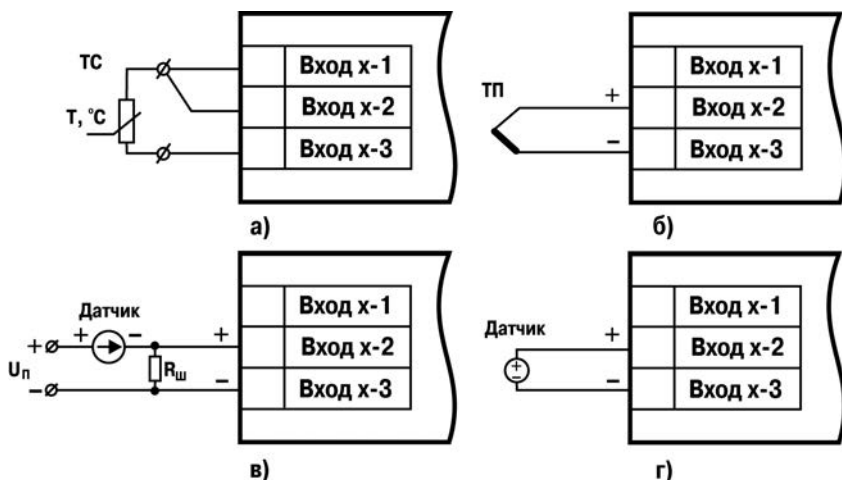 ТС
Т, °С
Вход х-1
Вход х-2
Вход х-3
а)
ТП
+
–
Вход х-1
Вход х-2
Вход х-3
б)
Датчик
+ + – +
Uп
Rш
– –
Вход х-1
Вход х-2
Вход х-3
в)
Датчик
+
+
–
–
Вход х-1
Вход х-2
Вход х-3
г)